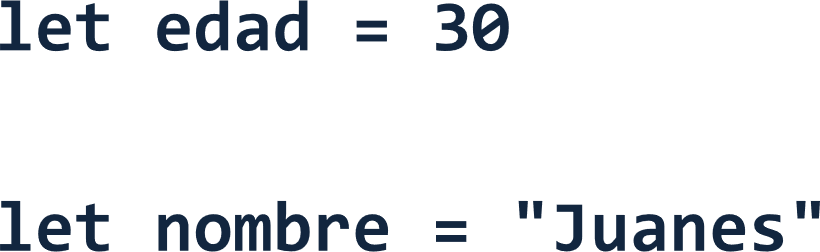 let edad = 30
let nombre = "Juanes"